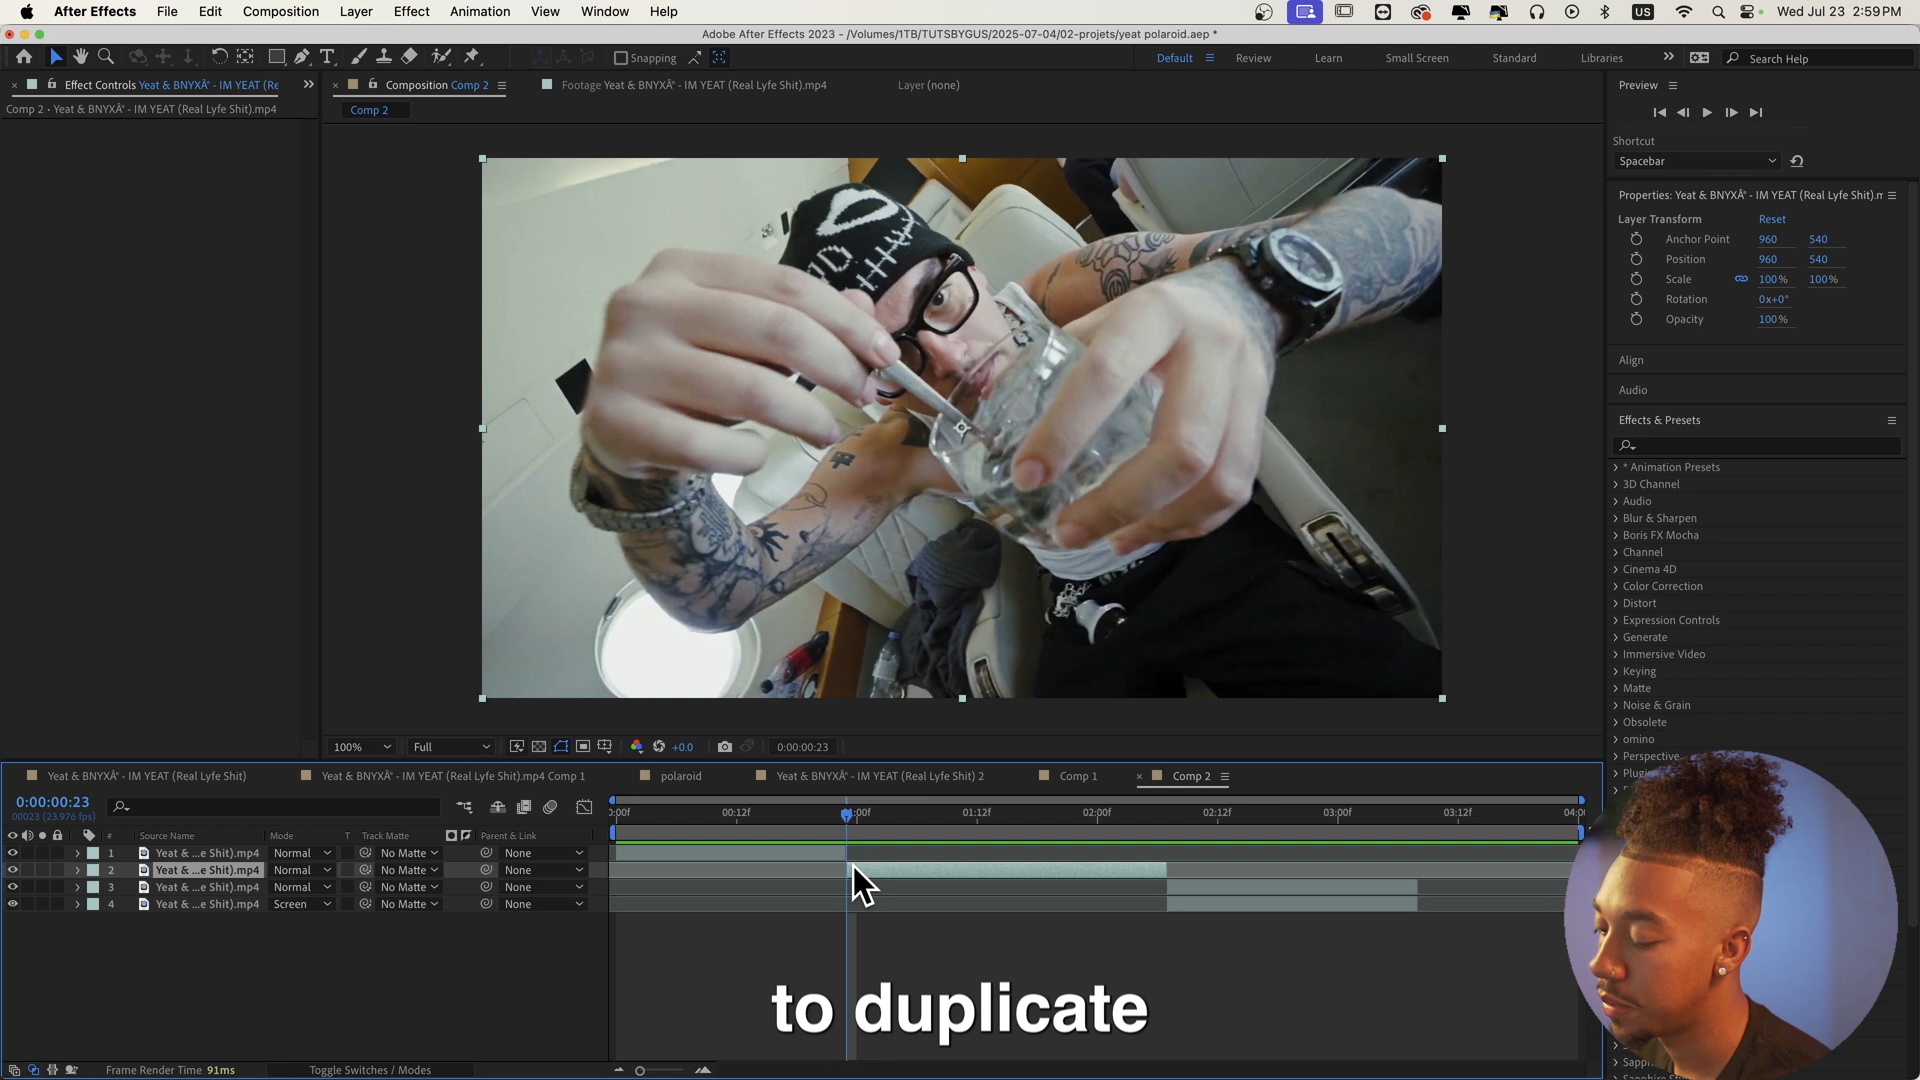 After Effects File Edit Composition Layer Effect Animation View Window Help US Wed Jul 23 2:59 PM
Adobe After Effects 2023 - /Volumes/1TB/TUTSBYGUS/2025-07-04/02-projets/yeat polaroid.aep *
Snapping Default Review Learn Small Screen Standard Libraries Search Help
Effect Controls Yeat & BNYXÂ® - IM YEAT (Re Composition Comp 2 Footage Yeat & BNYXÂ® - IM YEAT (Real Lyfe Shit).mp4 Layer (none)
Comp 2 • Yeat & BNYXÂ® - IM YEAT (Real Lyfe Shit).mp4
Comp 2
Preview
Shortcut
Spacebar
Properties: Yeat & BNYXÂ® - IM YEAT (Real Lyfe Shit).m
Layer Transform Reset
Anchor Point 960 540
Position 960 540
Scale 100% 100%
Rotation 0x+0°
Opacity 100%
Align
Audio
Effects & Presets
* Animation Presets
3D Channel
Audio
Blur & Sharpen
Boris FX Mocha
Channel
Cinema 4D
Color Correction
Distort
Expression Controls
Generate
Immersive Video
Keying
Matte
Noise & Grain
Obsolete
omino
Perspective
100% Full +0.0 0:00:00:23
Yeat & BNYXÂ® - IM YEAT (Real Lyfe Shit) Yeat & BNYXÂ® - IM YEAT (Real Lyfe Shit).mp4 Comp 1 polaroid Yeat & BNYXÂ® - IM YEAT (Real Lyfe Shit) 2 Comp 1 Comp 2
0:00:00:23
00023 (23.976 fps)
:00f 00:12f :00f 01:12f 02:00f 02:12f 03:00f 03:12f 04:0
# Source Name Mode T Track Matte Parent & Link
1 Yeat & ...e Shit).mp4 Normal No Matte None
2 Yeat & ...e Shit).mp4 Normal No Matte None
3 Yeat & ...e Shit).mp4 Normal No Matte None
4 Yeat & ...e Shit).mp4 Screen No Matte None
to duplicate
Frame Render Time 91ms Toggle Switches / Modes